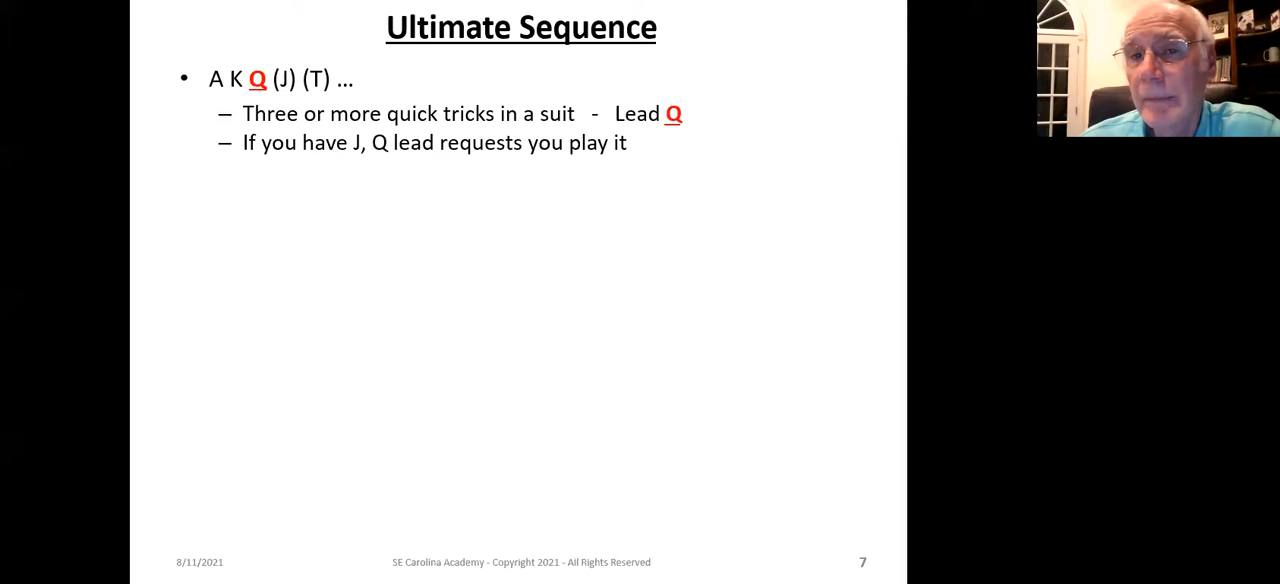 Ultimate Sequence
• A K Q (J) (T) ...
– Three or more quick tricks in a suit - Lead Q
– If you have J, Q lead requests you play it
8/11/2021 SE Carolina Academy - Copyright 2021 - All Rights Reserved 7